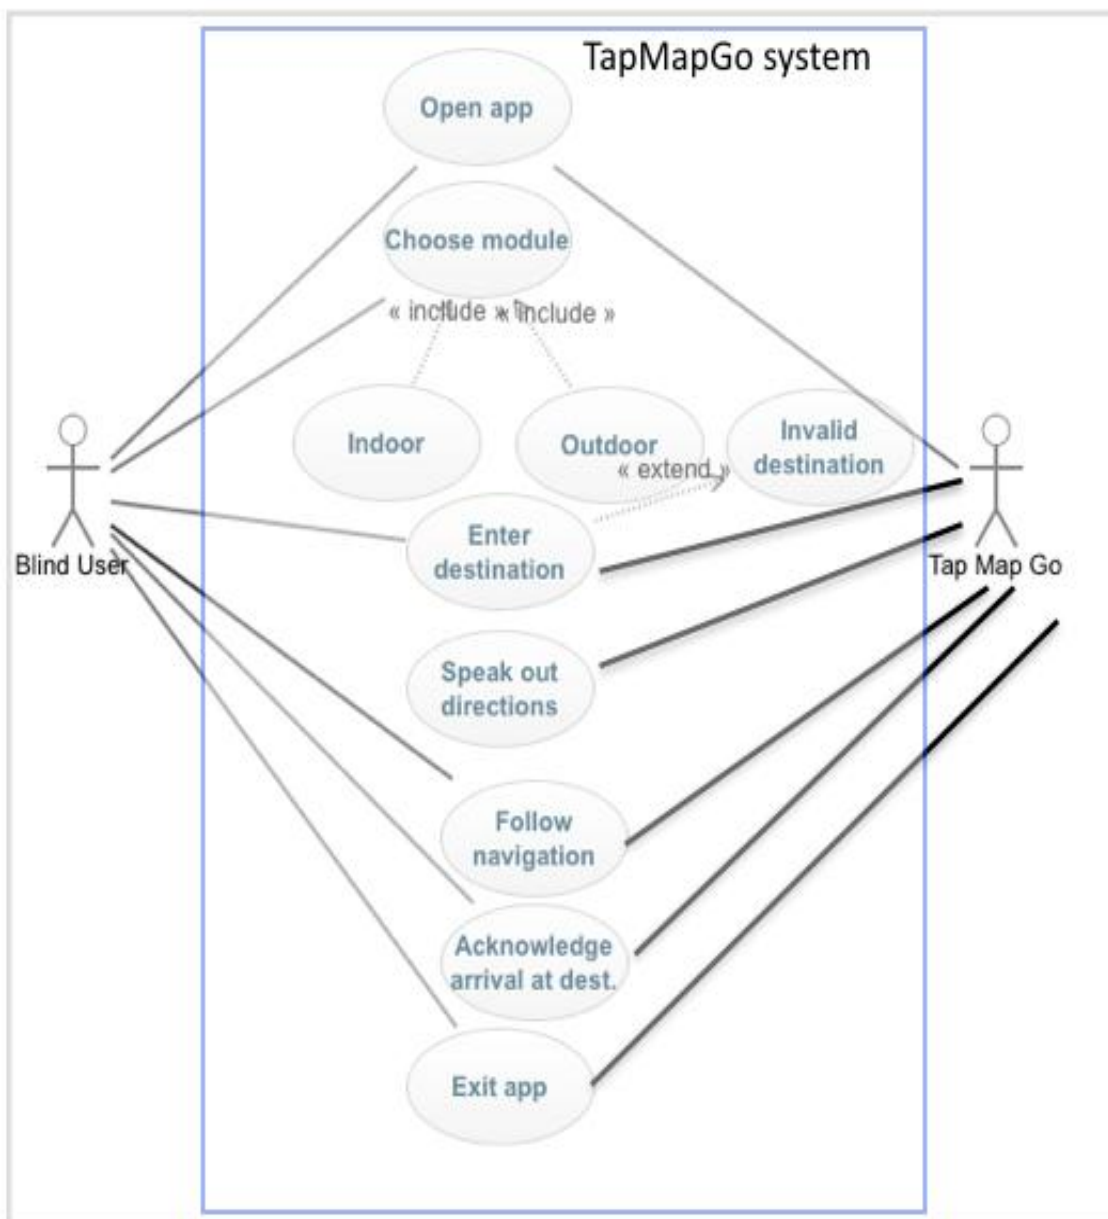 TapMapGo system
Open app
Choose module
« include »
« include »
Indoor
Outdoor
Invalid
destination
« extend »
Enter
destination
Blind User
Tap Map Go
Speak out
directions
Follow
navigation
Acknowledge
arrival at dest.
Exit app